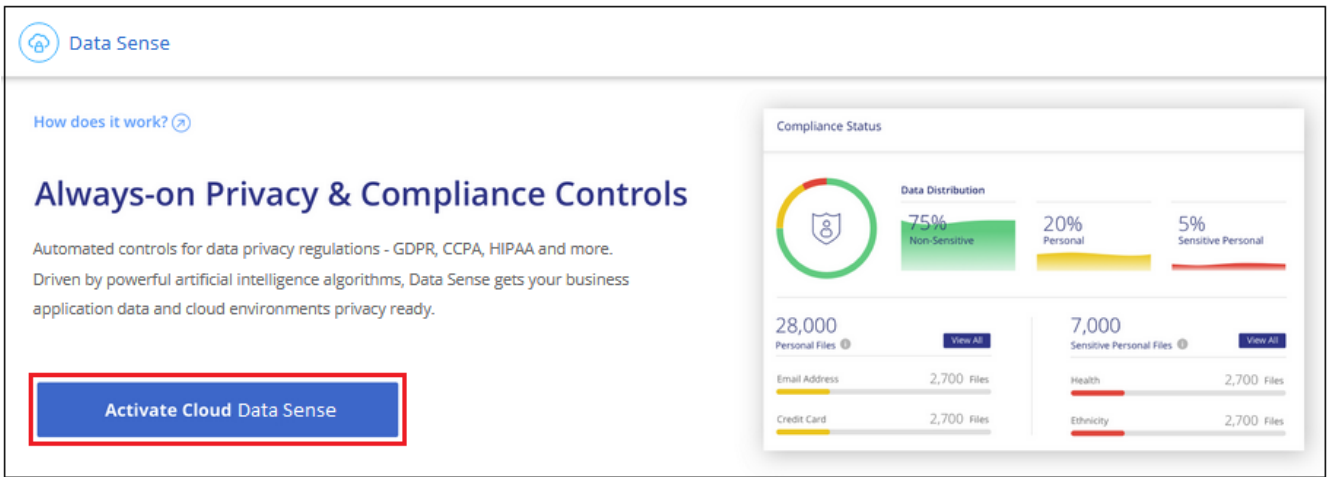 Data Sense
How does it work?
Always-on Privacy & Compliance Controls
Automated controls for data privacy regulations - GDPR, CCPA, HIPAA and more.
Driven by powerful artificial intelligence algorithms, Data Sense gets your business
application data and cloud environments privacy ready.
Activate Cloud Data Sense
Compliance Status
Data Distribution
75%
Non-Sensitive
20%
Personal
5%
Sensitive Personal
28,000
Personal Files
View All
Email Address 2,700 Files
Credit Card 2,700 Files
7,000
Sensitive Personal Files
View All
Health 2,700 Files
Ethnicity 2,700 Files